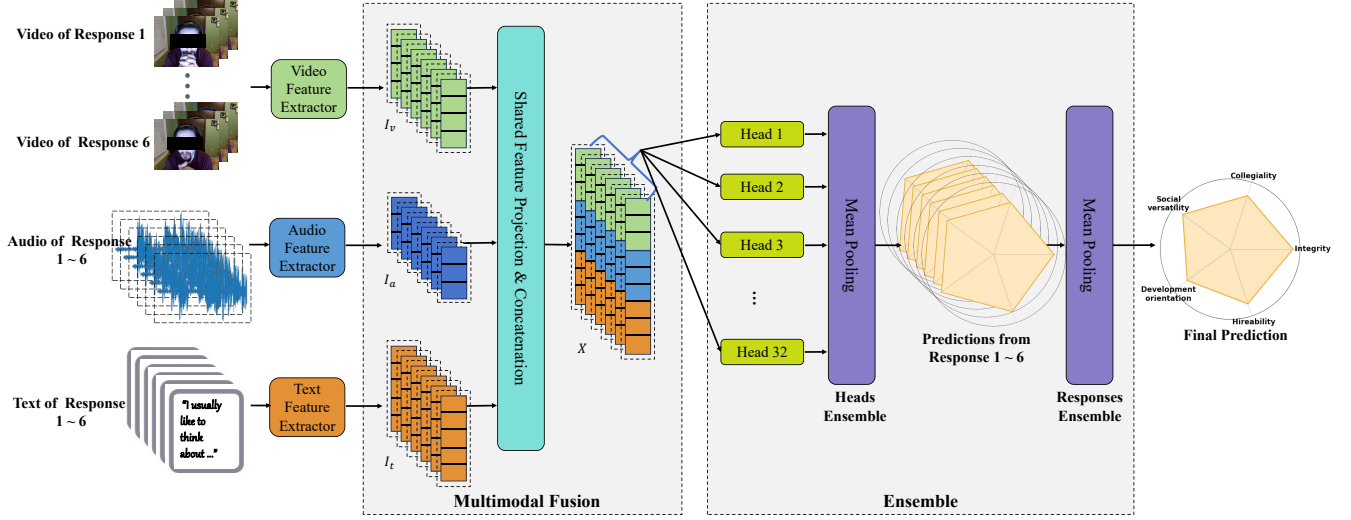 Video of Response 1
Video of Response 6
Video
Feature
Extractor
Audio of Response
1 ~ 6
Audio
Feature
Extractor
Text of Response
1 ~ 6
"I usually
like to
think
about ..."
Text
Feature
Extractor
I_v
I_a
I_t
Shared Feature Projection & Concatenation
X
Multimodal Fusion
Head 1
Head 2
Head 3
...
Head 32
Mean Pooling
Heads
Ensemble
Predictions from
Response 1 ~ 6
Mean Pooling
Responses
Ensemble
Ensemble
Collegiality
Social
versatility
Integrity
Development
orientation
Hireability
Final Prediction